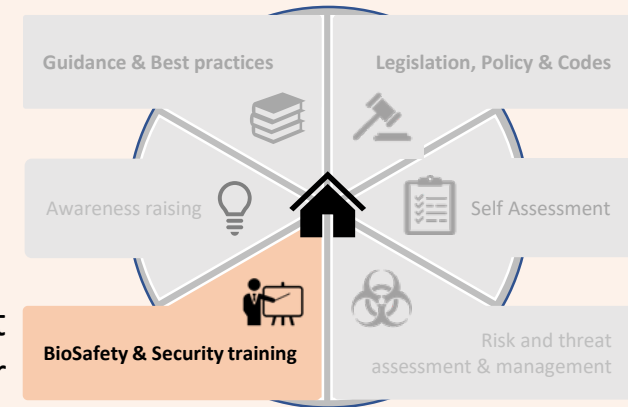 Guidance & Best practices
Legislation, Policy & Codes
Awareness raising
Self Assessment
t
BioSafety & Security training
r
Risk and threat
assessment & management